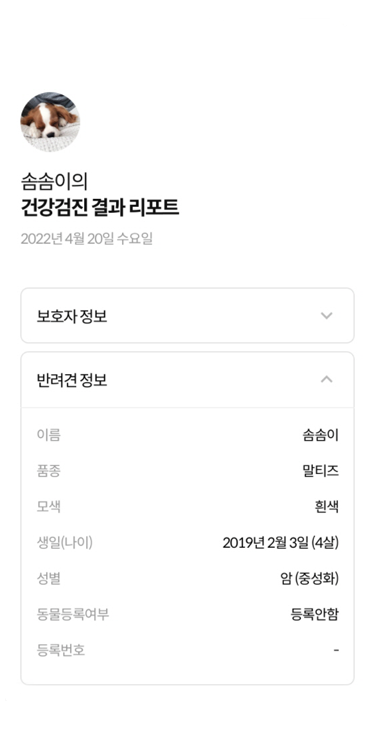 솜솜이의
건강검진 결과 리포트
2022년 4월 20일 수요일
보호자 정보
반려견 정보
이름 솜솜이
품종 말티즈
모색 흰색
생일(나이) 2019년 2월 3일 (4살)
성별 암 (중성화)
동물등록여부 등록안함
등록번호 -